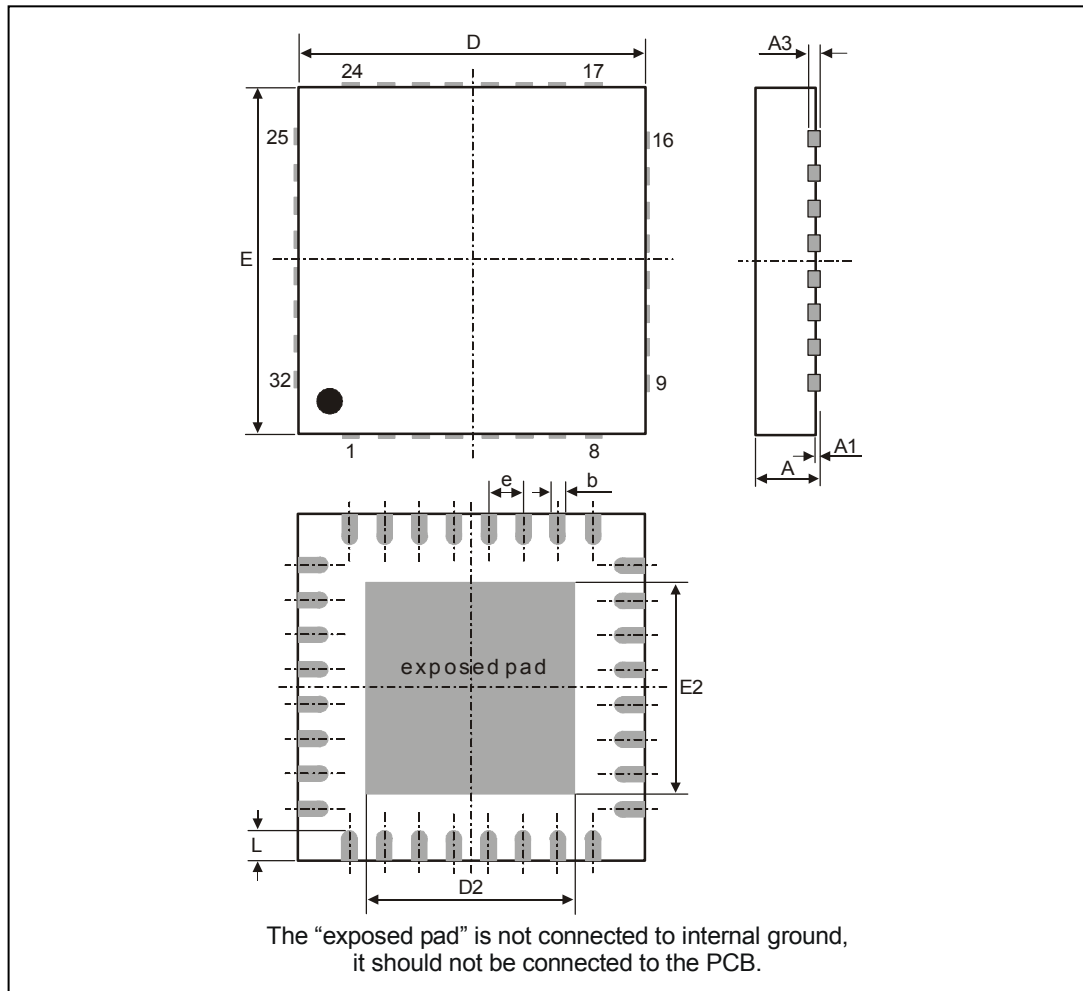 D
A3
24
17
25
16
E
32
9
1
8
A1
A
e
b
exposed pad
E2
L
D2
The “exposed pad” is not connected to internal ground,
it should not be connected to the PCB.